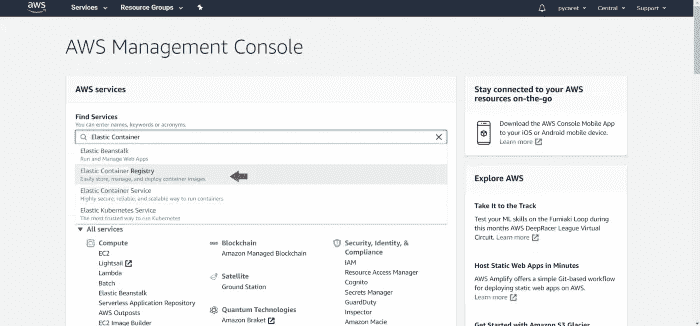 aws
Services
Resource Groups
pycaret
Central
Support
AWS Management Console
AWS services
Find Services
You can enter names, keywords or acronyms.
Elastic Container
Elastic Beanstalk
Run and Manage Web Apps
Elastic Container Registry
Easily store, manage, and deploy container images.
Elastic Container Service
Highly secure, reliable, and scalable way to run containers
Elastic Kubernetes Service
The most trusted way to run Kubernetes
All services
Compute
EC2
Lightsail
Lambda
Batch
Elastic Beanstalk
Serverless Application Repository
AWS Outposts
EC2 Image Builder
Blockchain
Amazon Managed Blockchain
Satellite
Ground Station
Quantum Technologies
Amazon Braket
Security, Identity, &
Compliance
IAM
Resource Access Manager
Cognito
Secrets Manager
GuardDuty
Inspector
Amazon Macie
Stay connected to your AWS
resources on-the-go
Download the AWS Console Mobile App
to your iOS or Android mobile device.
Learn more
Explore AWS
Take It to the Track
Test your ML skills on the Fumiaki Loop during
this months AWS DeepRacer League Virtual
Circuit. Learn more
Host Static Web Apps in Minutes
AWS Amplify offers a simple Git-based workflow
for deploying static web apps on AWS.
Learn more
Get Started with Amazon S3 Glacier